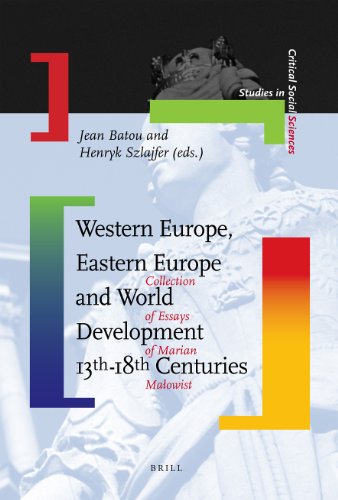 Studies in
Critical Social Sciences
Jean Batou and
Henryk Szlajfer (eds.)
Western Europe,
Eastern Europe
Collection
and World
of Essays
Development
of Marian
13th-18th Centuries
Małowist
BRILL